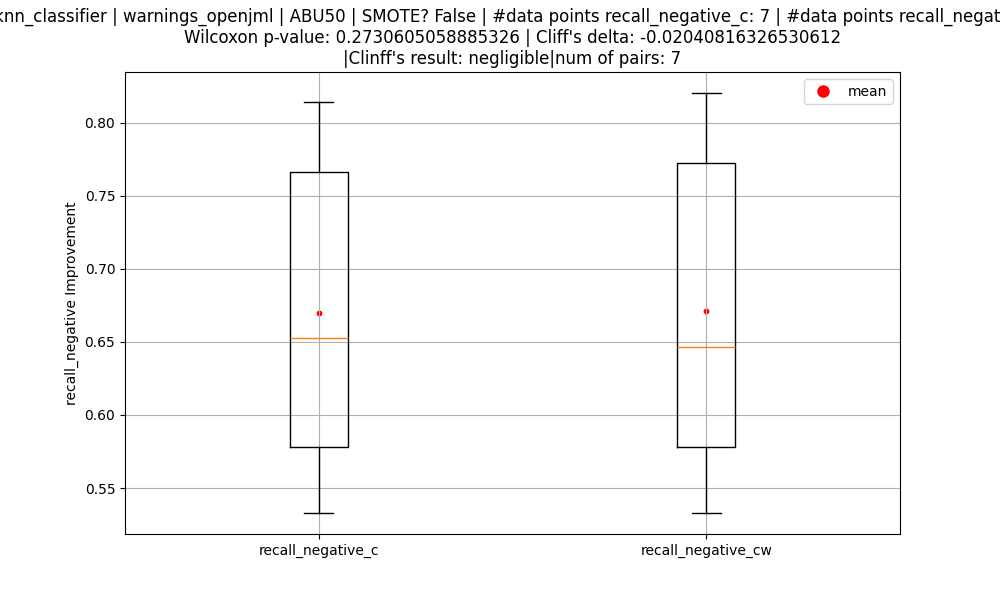 knn_classifier | warnings_openjml | ABU50 | SMOTE? False | #data points recall_negative_c: 7 | #data points
Wilcoxon p-value: 0.2730605058885326 | Cliff's delta: -0.02040816326530612
|Clinff's result: negligible|num of pairs: 7
mean
0.80
0.75
0.70
0.65
0.60
0.55
recall_negative Improvement
recall_negative_c
recall_negative_cw